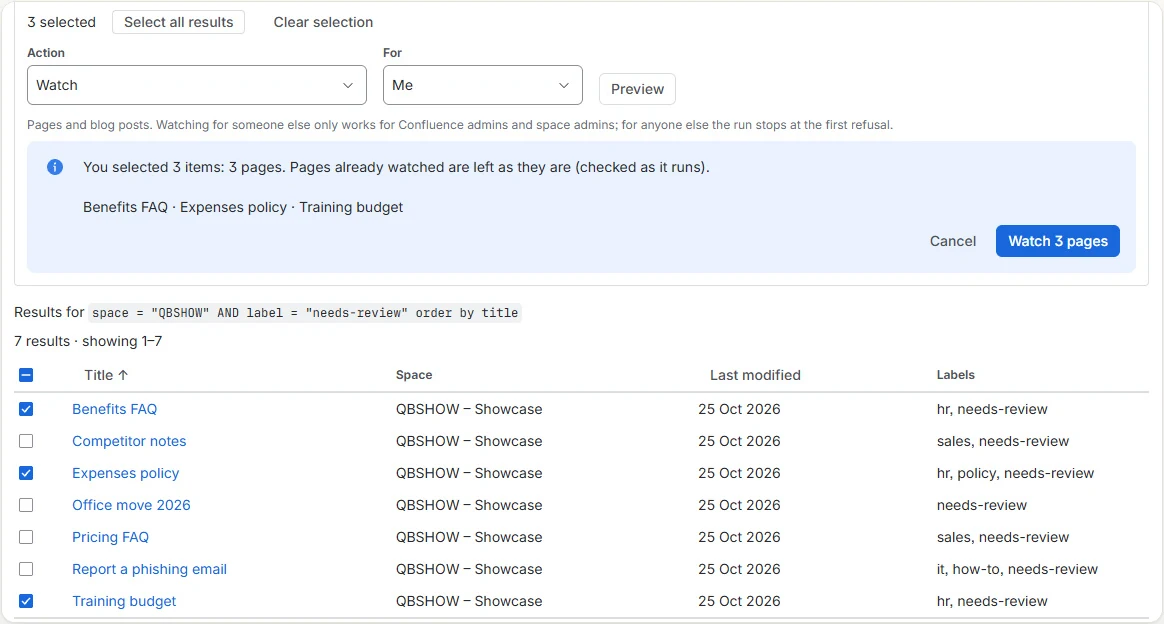 3 selected Select all results Clear selection
Action For
Watch Me Preview
Pages and blog posts. Watching for someone else only works for Confluence admins and space admins; for anyone else the run stops at the first refusal.
You selected 3 items: 3 pages. Pages already watched are left as they are (checked as it runs).
Benefits FAQ · Expenses policy · Training budget
Cancel Watch 3 pages
Results for space = "QBSHOW" AND label = "needs-review" order by title
7 results · showing 1–7
Title ↑ Space Last modified Labels
Benefits FAQ QBSHOW – Showcase 25 Oct 2026 hr, needs-review
Competitor notes QBSHOW – Showcase 25 Oct 2026 sales, needs-review
Expenses policy QBSHOW – Showcase 25 Oct 2026 hr, policy, needs-review
Office move 2026 QBSHOW – Showcase 25 Oct 2026 needs-review
Pricing FAQ QBSHOW – Showcase 25 Oct 2026 sales, needs-review
Report a phishing email QBSHOW – Showcase 25 Oct 2026 it, how-to, needs-review
Training budget QBSHOW – Showcase 25 Oct 2026 hr, needs-review